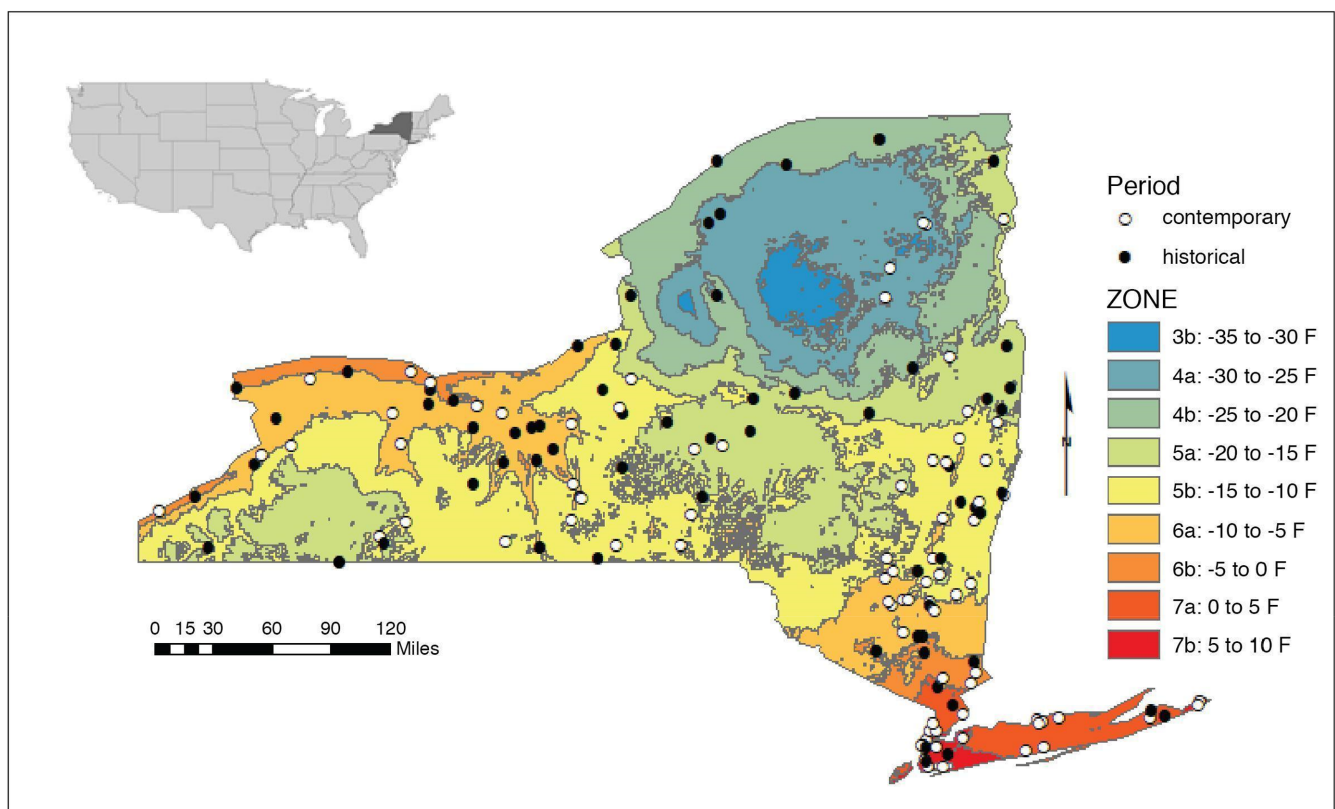 Period
contemporary
historical
ZONE
3b: -35 to -30 F
4a: -30 to -25 F
4b: -25 to -20 F
5a: -20 to -15 F
5b: -15 to -10 F
6a: -10 to -5 F
6b: -5 to 0 F
7a: 0 to 5 F
7b: 5 to 10 F
N
0 15 30 60 90 120
Miles